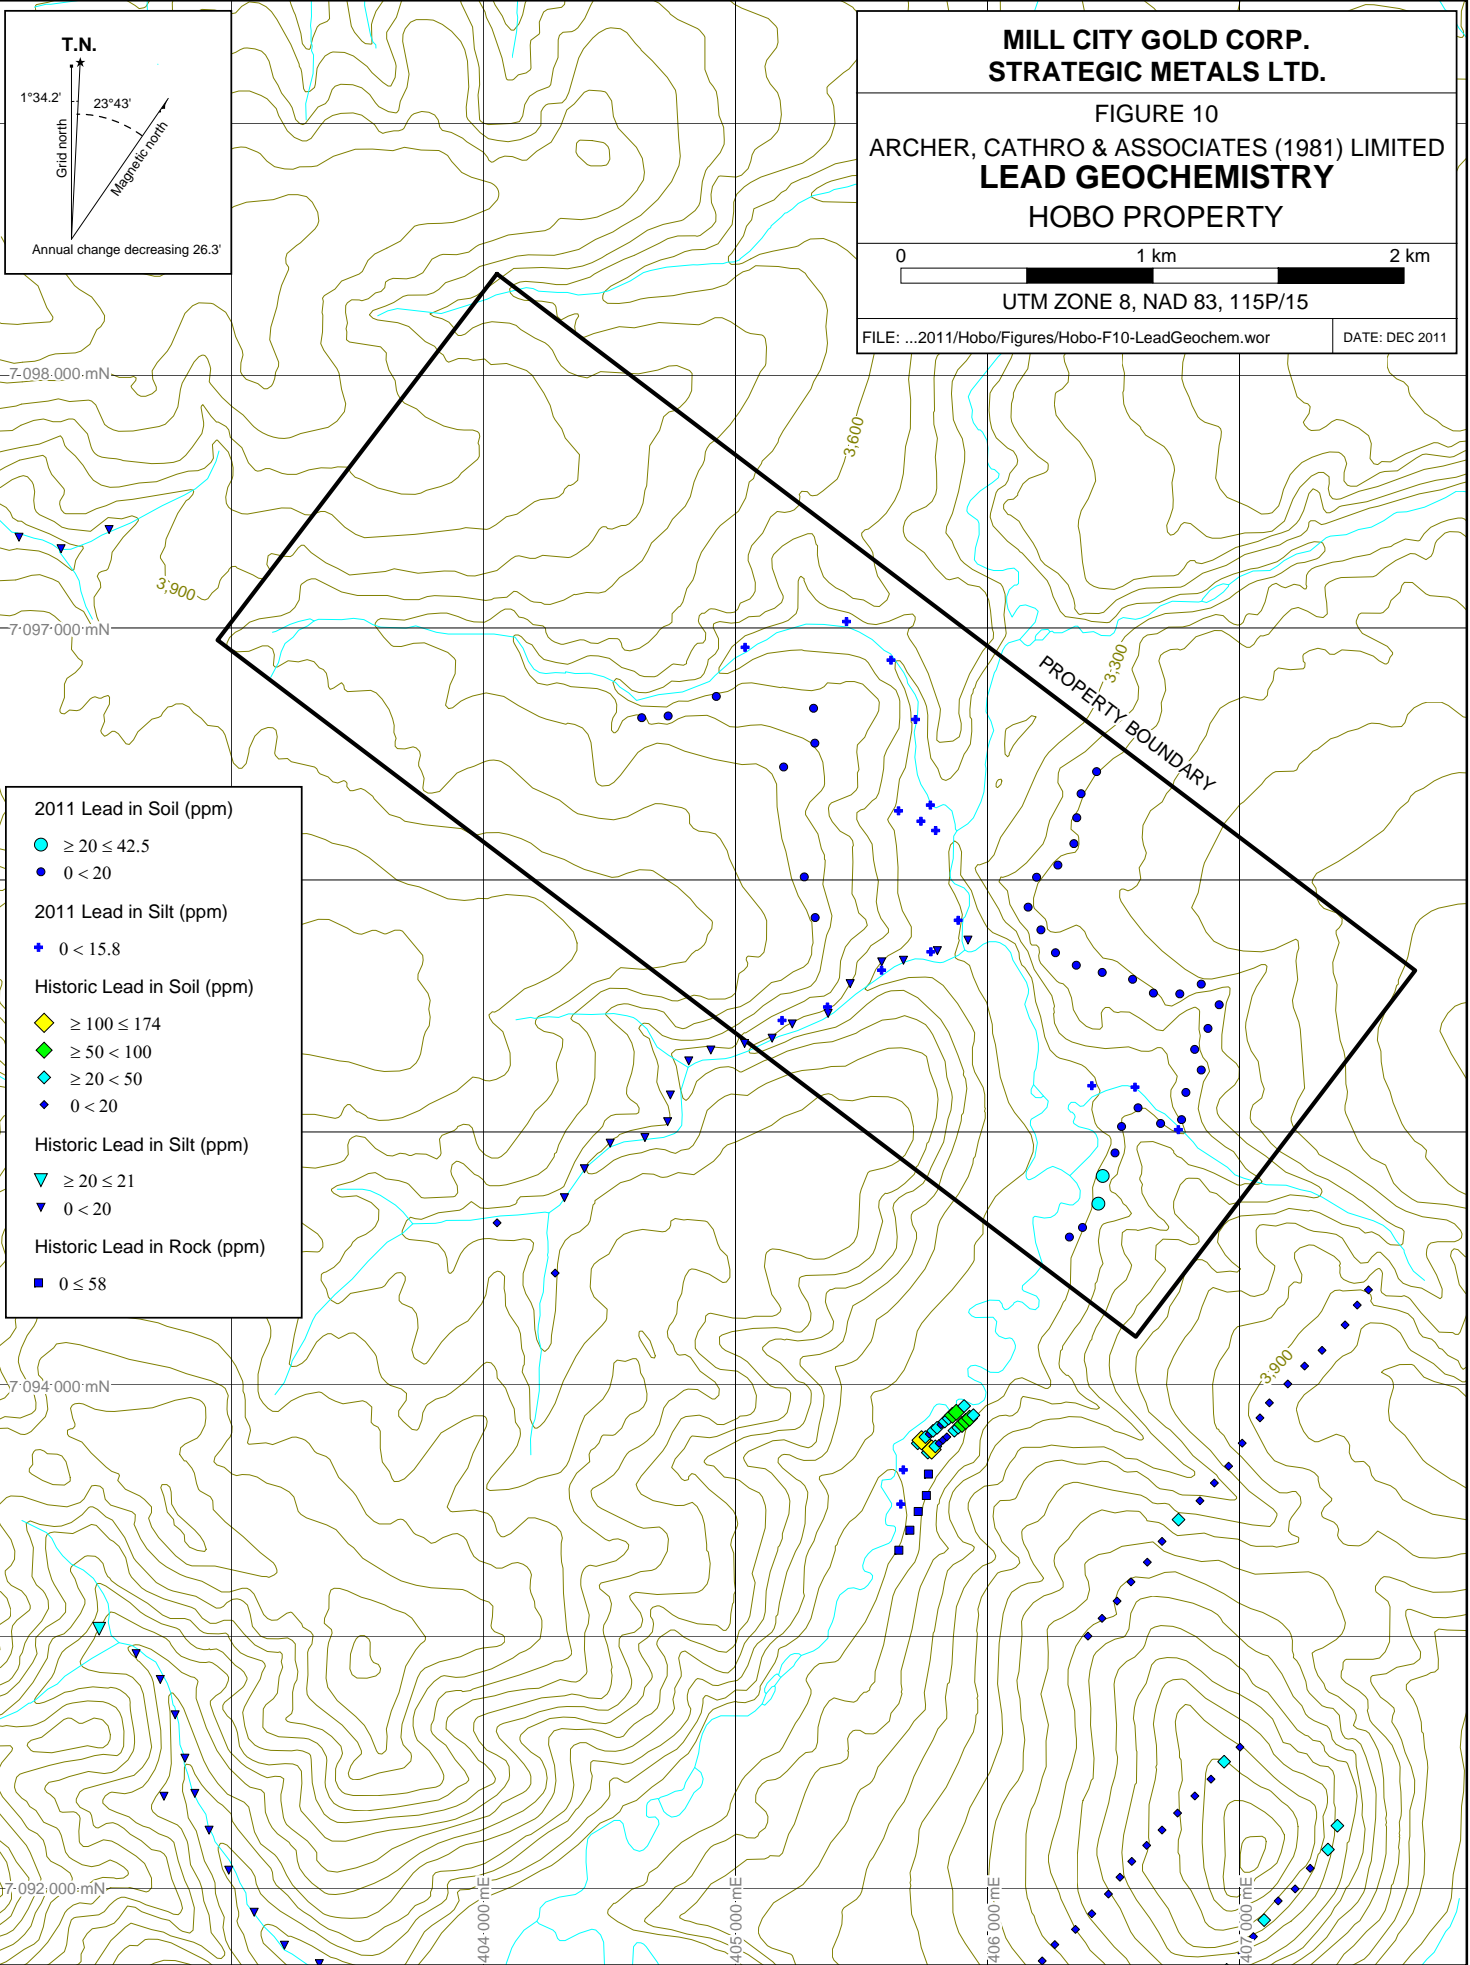 T.N.
1°34.2'
23°43'
Grid north
Magnetic north
Annual change decreasing 26.3'
MILL CITY GOLD CORP.
STRATEGIC METALS LTD.
FIGURE 10
ARCHER, CATHRO & ASSOCIATES (1981) LIMITED
LEAD GEOCHEMISTRY
HOBO PROPERTY
0 1 km 2 km
UTM ZONE 8, NAD 83, 115P/15
FILE: ...2011/Hobo/Figures/Hobo-F10-LeadGeochem.wor
DATE: DEC 2011
7 098 000 mN
3,600
3,900
7 097 000 mN
3,300
PROPERTY BOUNDARY
2011 Lead in Soil (ppm)
≥ 20 ≤ 42.5
0 < 20
2011 Lead in Silt (ppm)
0 < 15.8
Historic Lead in Soil (ppm)
≥ 100 ≤ 174
≥ 50 < 100
≥ 20 < 50
0 < 20
Historic Lead in Silt (ppm)
≥ 20 ≤ 21
0 < 20
Historic Lead in Rock (ppm)
0 ≤ 58
3,900
7 094 000 mN
7 092 000 mN
404 000 mE
405 000 mE
406 000 mE
407 000 mE